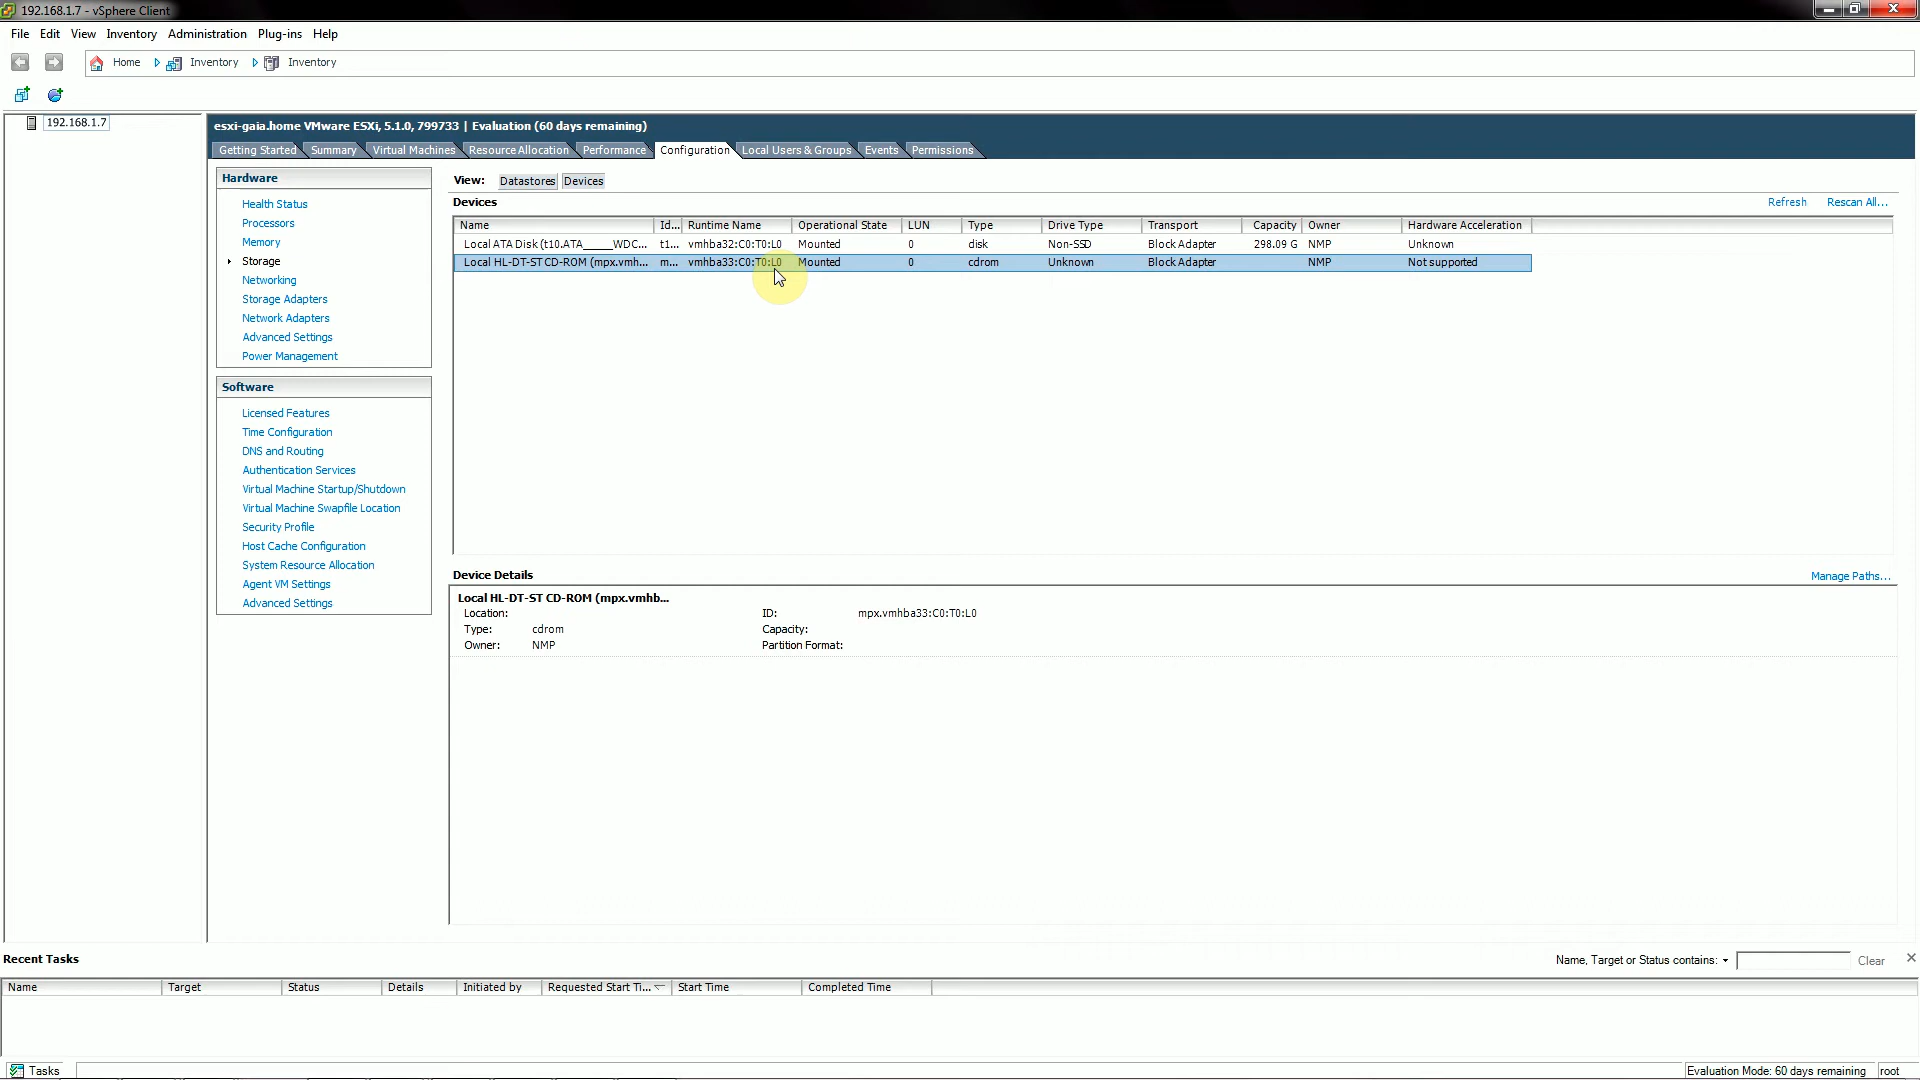 192.168.1.7 - vSphere Client
File Edit View Inventory Administration Plug-ins Help
Home Inventory Inventory
192.168.1.7
esxi-gaia.home VMware ESXi, 5.1.0, 799733 | Evaluation (60 days remaining)
Getting Started Summary Virtual Machines Resource Allocation Performance Configuration Local Users & Groups Events Permissions
Hardware
Health Status
Processors
Memory
Storage
Networking
Storage Adapters
Network Adapters
Advanced Settings
Power Management
Software
Licensed Features
Time Configuration
DNS and Routing
Authentication Services
Virtual Machine Startup/Shutdown
Virtual Machine Swapfile Location
Security Profile
Host Cache Configuration
System Resource Allocation
Agent VM Settings
Advanced Settings
View: Datastores Devices
Devices Refresh Rescan All...
Name Id... Runtime Name Operational State LUN Type Drive Type Transport Capacity Owner Hardware Acceleration
Local ATA Disk (t10.ATA_____WDC... t1... vmhba32:C0:T0:L0 Mounted 0 disk Non-SSD Block Adapter 298.09 G NMP Unknown
Local HL-DT-ST CD-ROM (mpx.vmh... m... vmhba33:C0:T0:L0 Mounted 0 cdrom Unknown Block Adapter NMP Not supported
Device Details Manage Paths...
Local HL-DT-ST CD-ROM (mpx.vmhb...
Location: ID: mpx.vmhba33:C0:T0:L0
Type: cdrom Capacity:
Owner: NMP Partition Format:
Recent Tasks Name, Target or Status contains: Clear
Name Target Status Details Initiated by Requested Start Ti... Start Time Completed Time
Tasks Evaluation Mode: 60 days remaining root